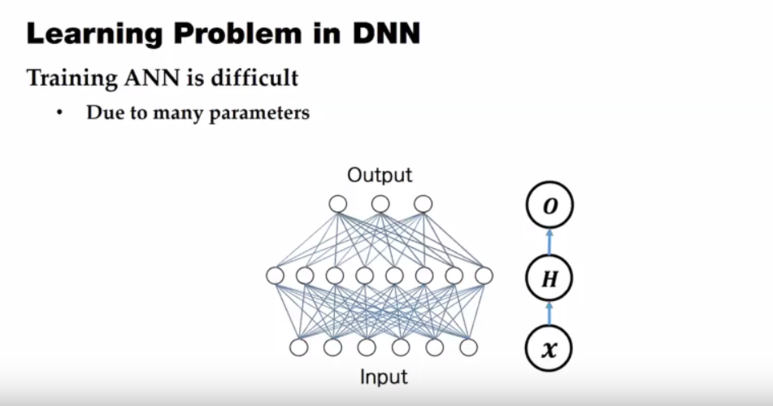 Learning Problem in DNN
Training ANN is difficult
• Due to many parameters
Output
O
H
x
Input